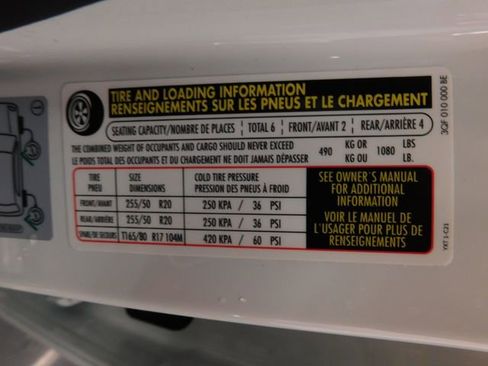 TIRE AND LOADING INFORMATION
RENSEIGNEMENTS SUR LES PNEUS ET LE CHARGEMENT
SEATING CAPACITY/NOMBRE DE PLACES TOTAL 6 FRONT/AVANT 2 REAR/ARRIÈRE 4
THE COMBINED WEIGHT OF OCCUPANTS AND CARGO SHOULD NEVER EXCEED 490 KG OR 1080 LBS
LE POIDS TOTAL DES OCCUPANTS ET DU CHARGEMENT NE DOIT JAMAIS DÉPASSER KG OU LB.
TIRE SIZE COLD TIRE PRESSURE
PNEU DIMENSIONS PRESSION DES PNEUS À FROID
FRONT/AVANT 255/50 R20 250 KPA / 36 PSI
REAR/ARRIÈRE 255/50 R20 250 KPA / 36 PSI
SPARE/DE SECOURS T165/80 R17 104M 420 KPA / 60 PSI
SEE OWNER'S MANUAL
FOR ADDITIONAL
INFORMATION
VOIR LE MANUEL DE
L'USAGER POUR PLUS DE
RENSEIGNEMENTS
3QF 010 000 BE